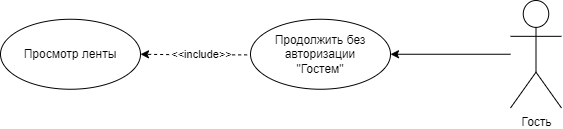 Просмотр ленты
<<include>>
Продолжить без
авторизации
"Гостем"
Гость